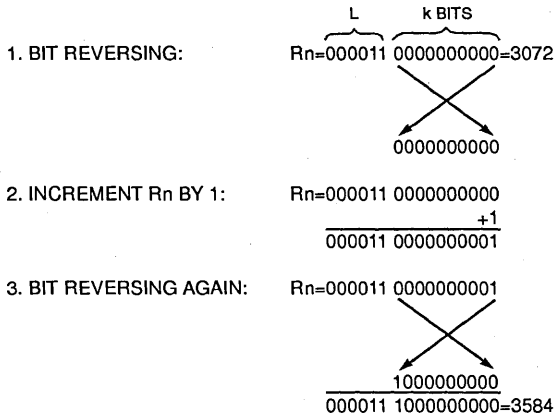 L k BITS
1. BIT REVERSING: Rn=000011 0000000000=3072
0000000000
2. INCREMENT Rn BY 1: Rn=000011 0000000000
+1
000011 0000000001
3. BIT REVERSING AGAIN: Rn=000011 0000000001
1000000000
000011 1000000000=3584